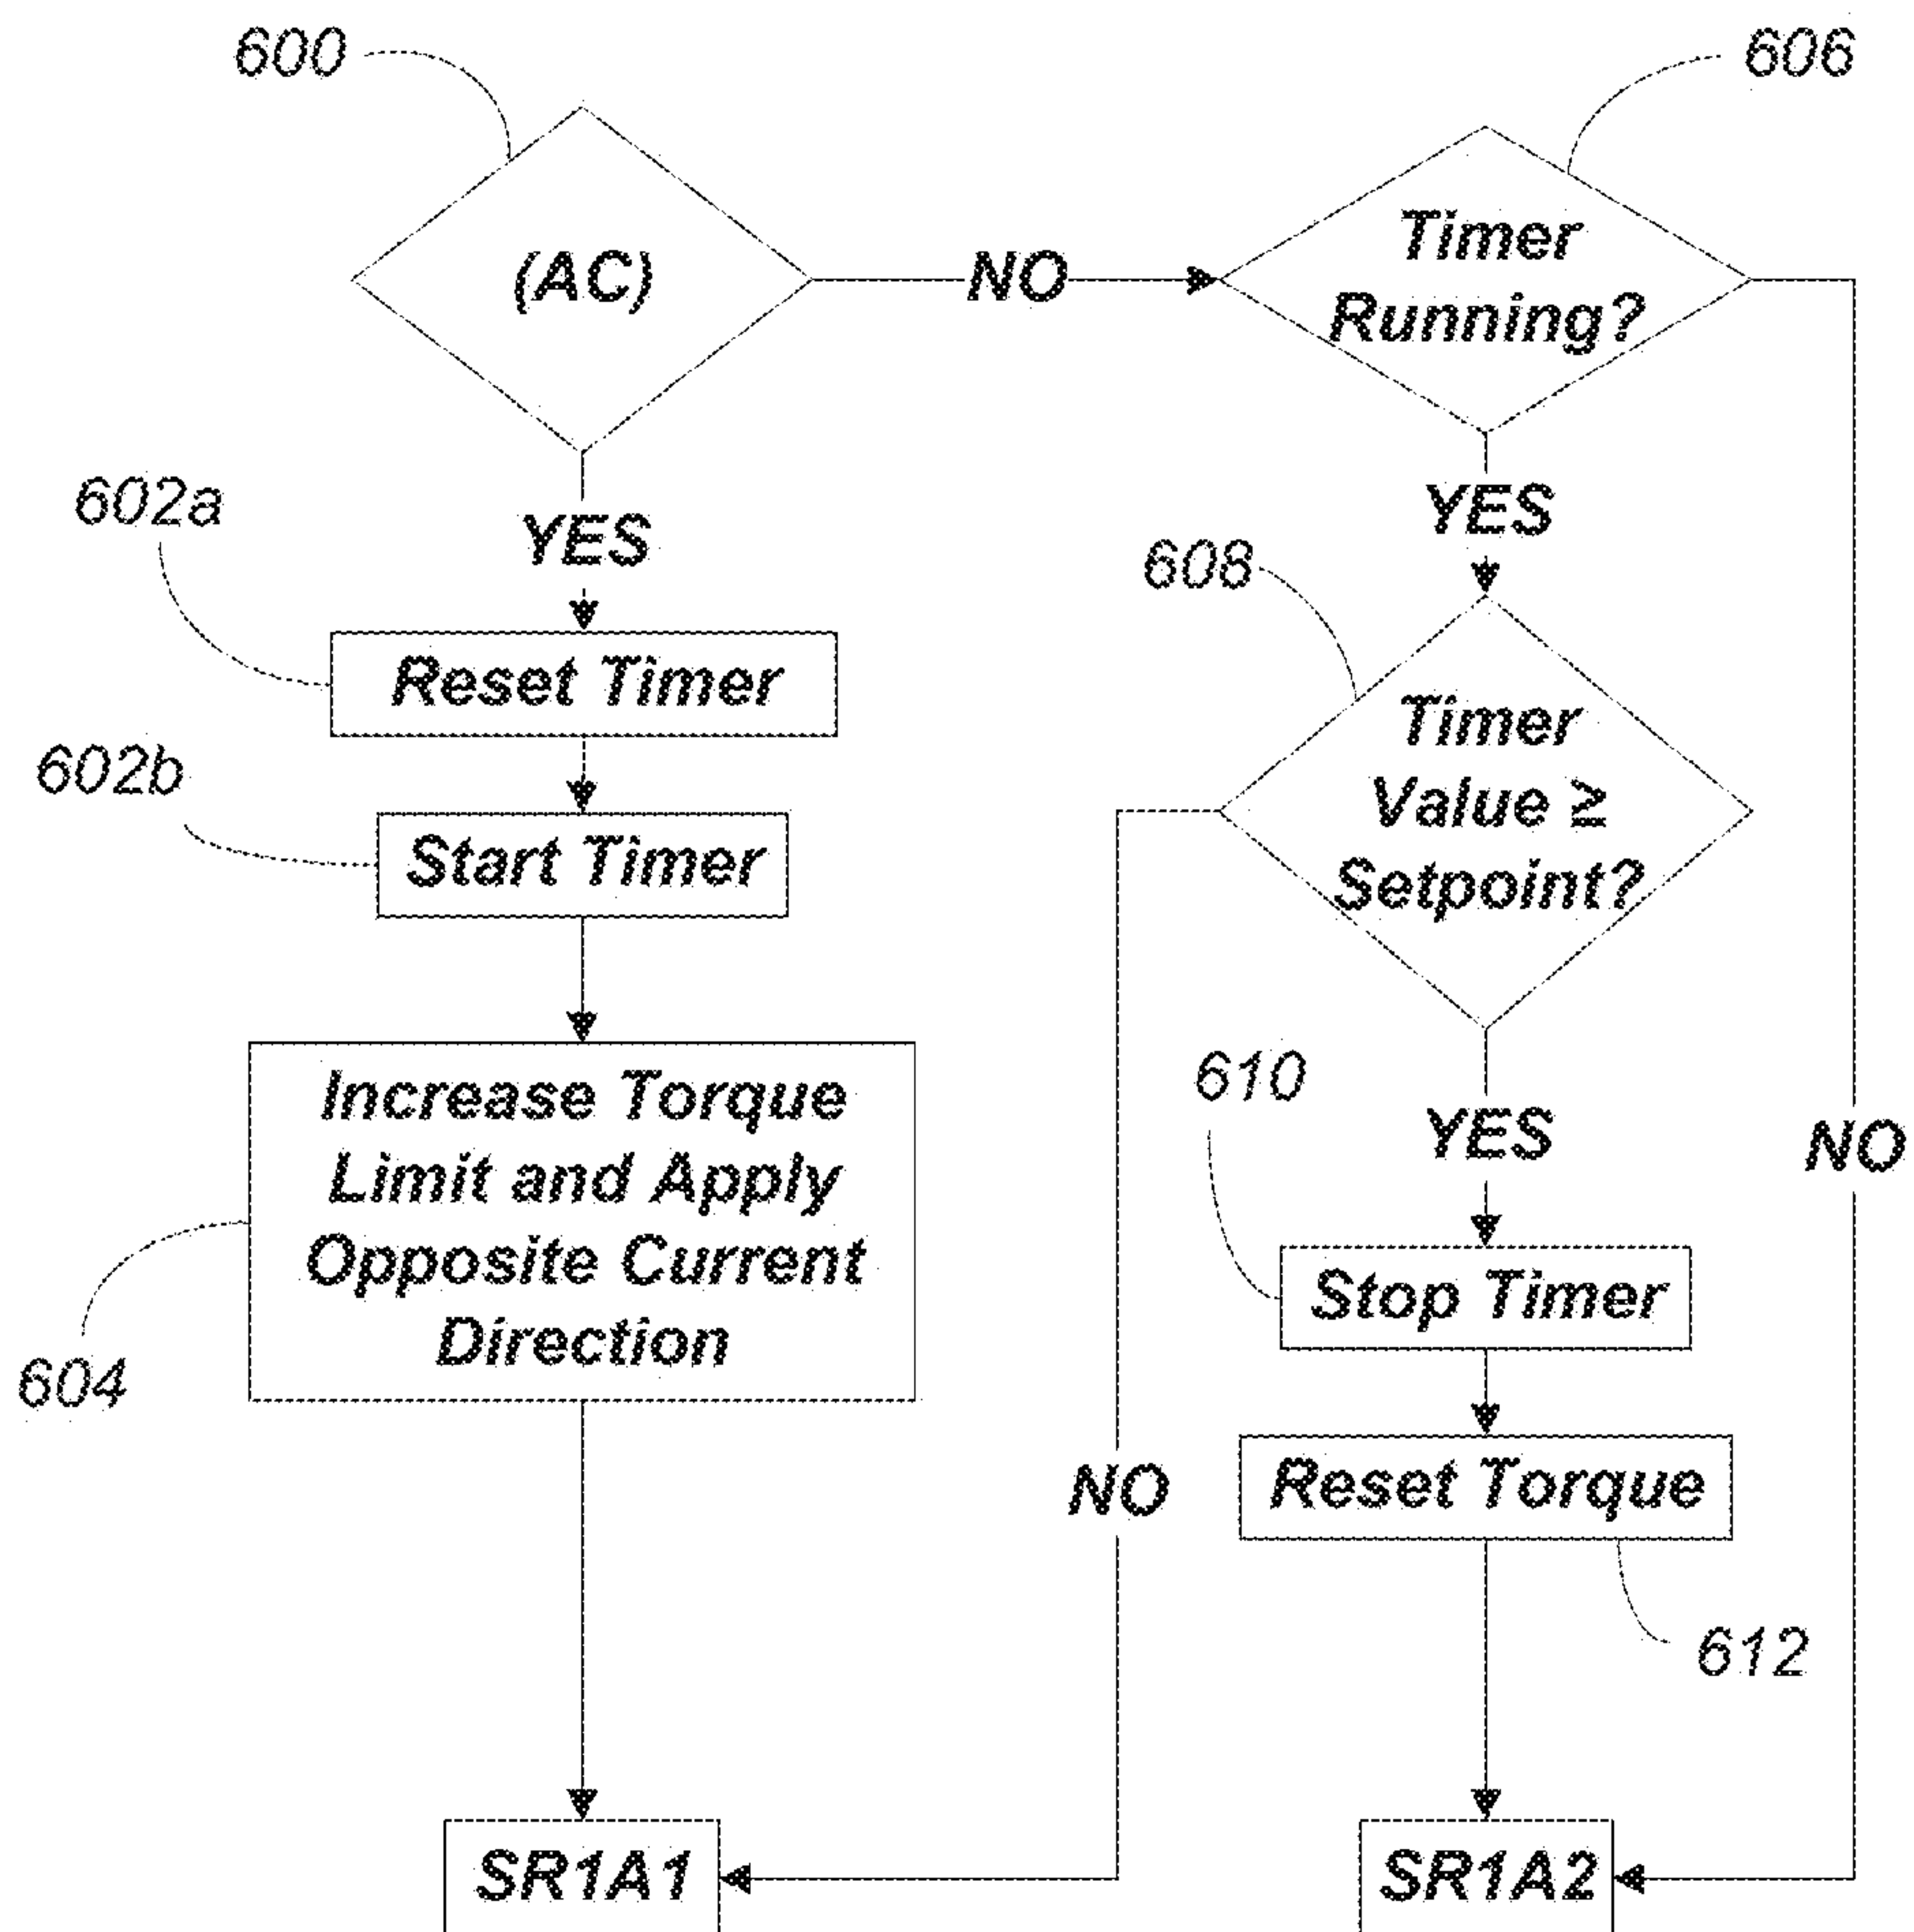 600
606
(AC)
NO
Timer
Running?
YES
602a
YES
608
Reset Timer
602b
Start Timer
Timer
Value ≥
Setpoint?
Increase Torque
Limit and Apply
Opposite Current
Direction
604
610
YES
NO
Stop Timer
NO
Reset Torque
612
SR1A1
SR1A2